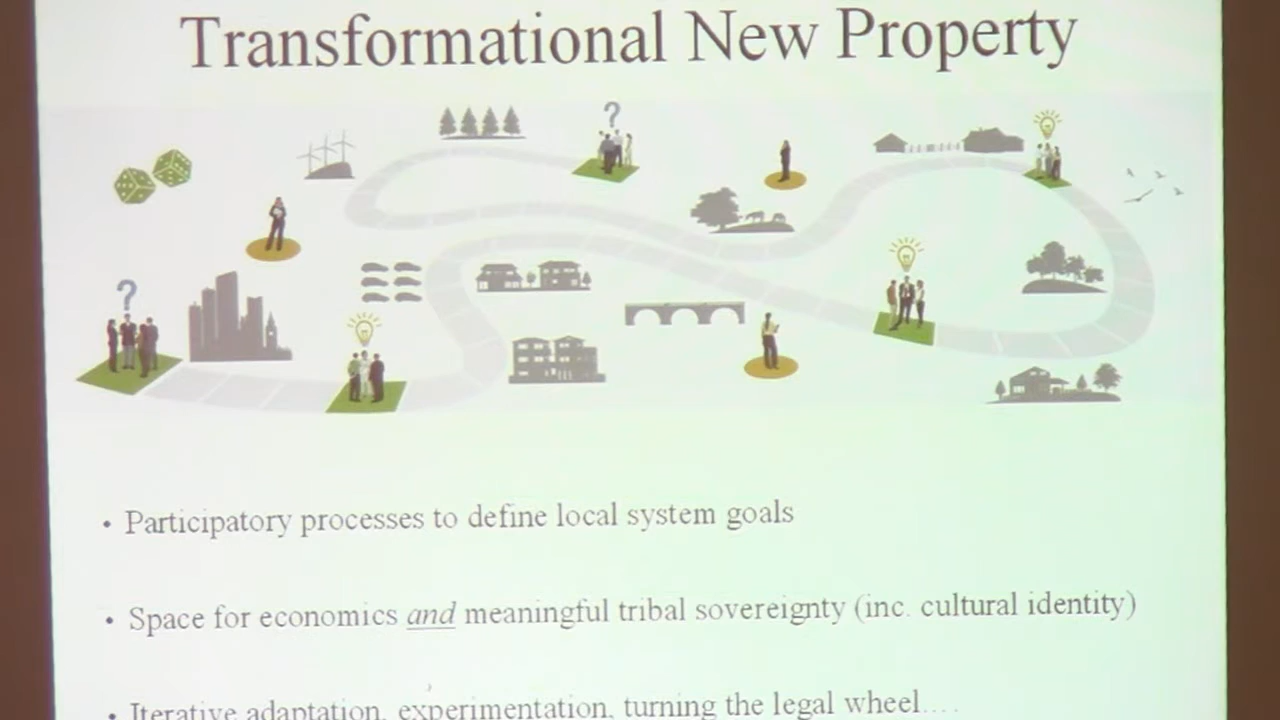 Transformational New Property
?
?
• Participatory processes to define local system goals
• Space for economics and meaningful tribal sovereignty (inc. cultural identity)
• Iterative adaptation, experimentation, turning the legal wheel....